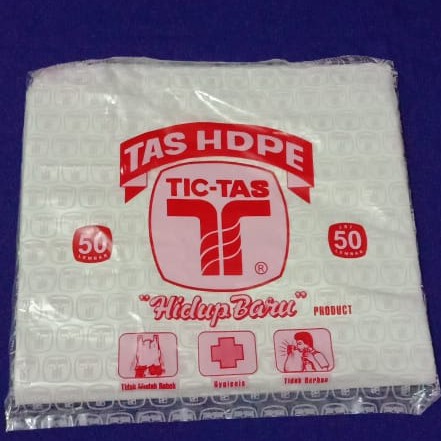 TAS HDPE
TIC-TAS
®
50
LEMBAR
ISI
50
LEMBAR
"Hidup Baru" PRODUCT
Tidak Mudah Robek
Hygienis
Tidak Berbau